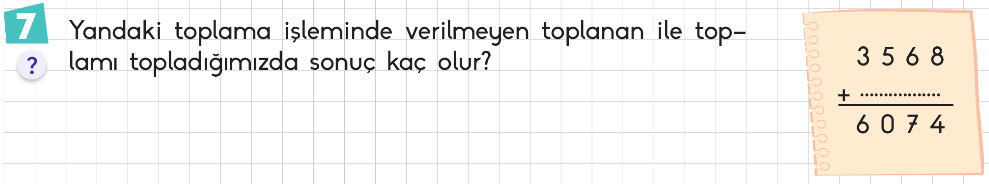 7
Yandaki toplama işleminde verilmeyen toplanan ile top-
?
lamı topladığımızda sonuç kaç olur?
3 5 6 8
+ ..................
6 0 7 4